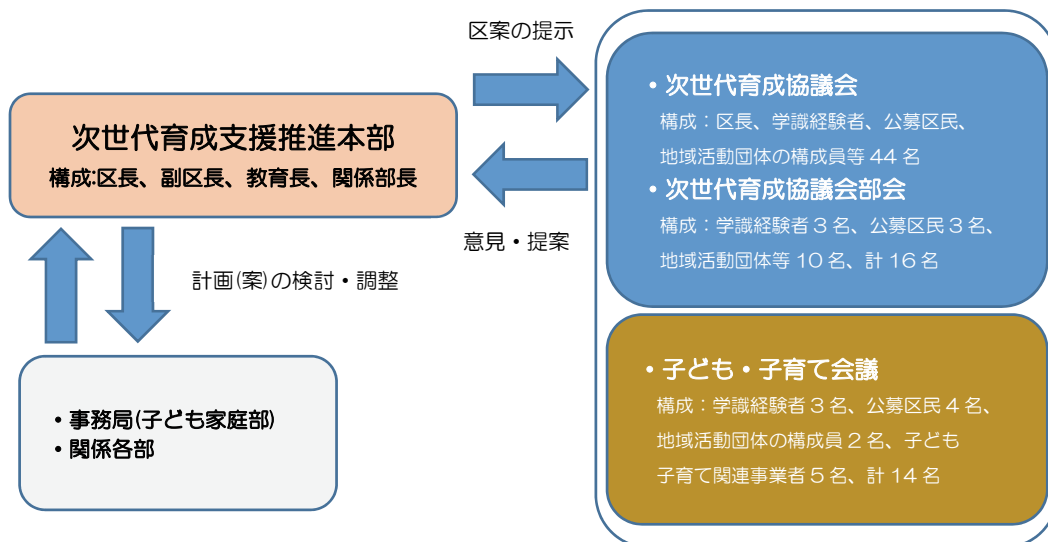 区案の提示
次世代育成支援推進本部
構成:区長、副区長、教育長、関係部長
意見・提案
計画(案)の検討・調整
・事務局(子ども家庭部)
・関係各部
・次世代育成協議会
構成：区長、学識経験者、公募区民、
地域活動団体の構成員等 44 名
・次世代育成協議会部会
構成：学識経験者 3 名、公募区民 3 名、
地域活動団体等 10 名、計 16 名
・子ども・子育て会議
構成：学識経験者 3 名、公募区民 4 名、
地域活動団体の構成員 2 名、子ども
子育て関連事業者 5 名、計 14 名